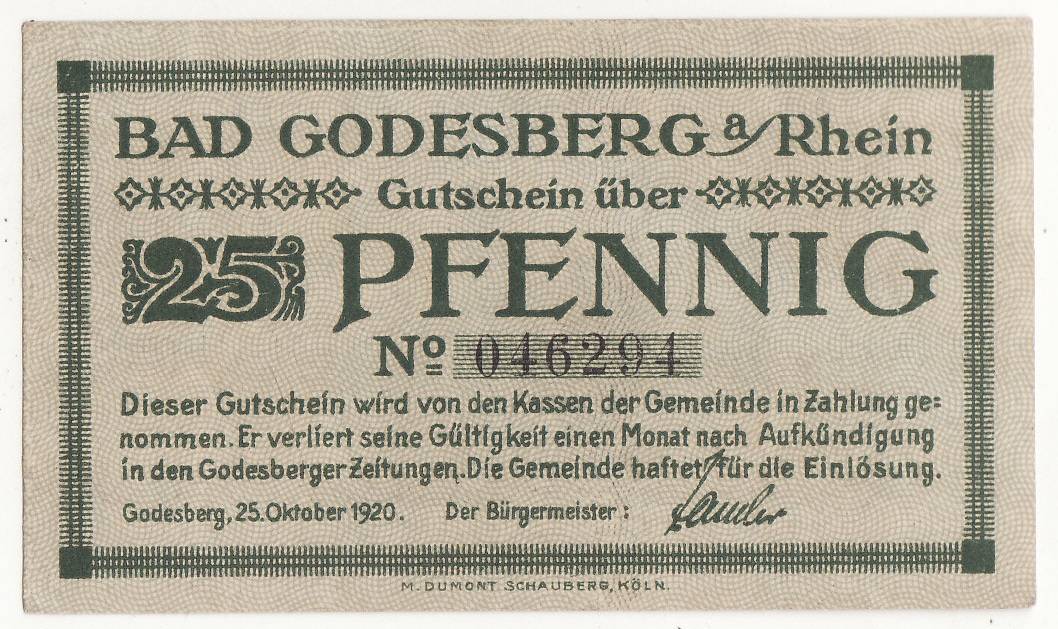 BAD GODESBERG a/Rhein
Gutschein über
25 PFENNIG
Nº 046294
Dieser Gutschein wird von den Kassen der Gemeinde in Zahlung ge=
nommen. Er verliert seine Gültigkeit einen Monat nach Aufkündigung
in den Godesberger Zeitungen. Die Gemeinde haftet für die Einlösung.
Godesberg, 25. Oktober 1920. Der Bürgermeister:
M. DUMONT SCHAUBERG, KÖLN.